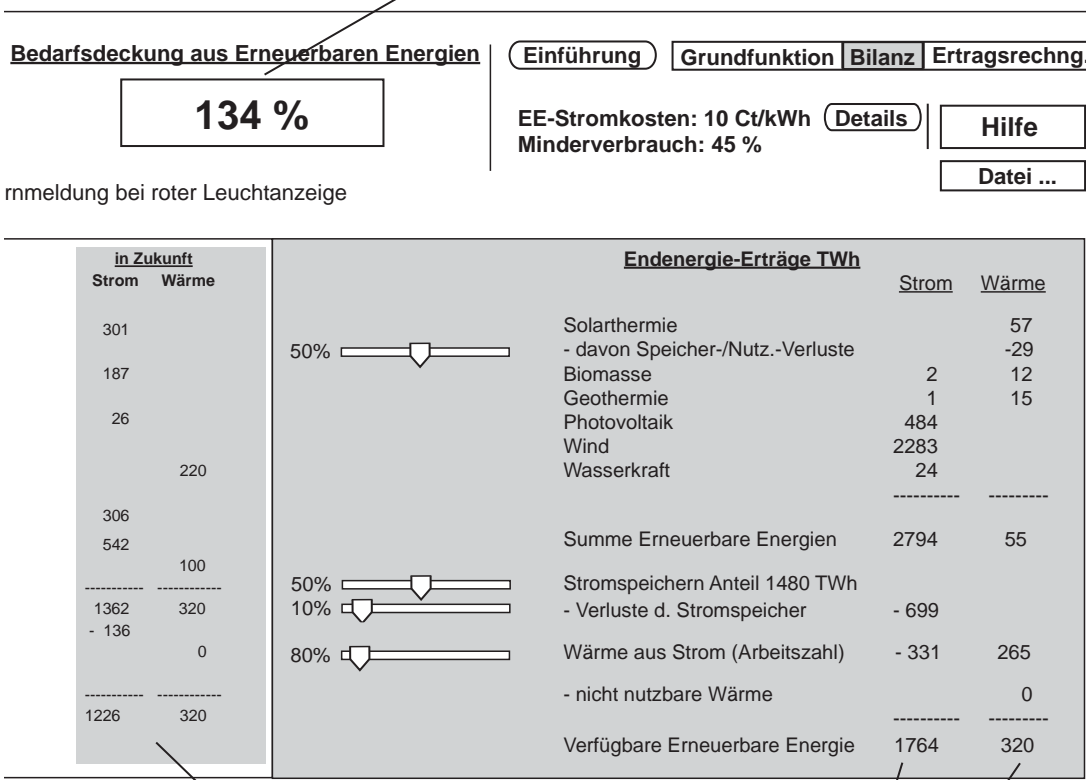 Bedarfsdeckung aus Erneuerbaren Energien
134 %
Einführung Grundfunktion Bilanz Ertragsrechng.
EE-Stromkosten: 10 Ct/kWh Details
Minderverbrauch: 45 %
Hilfe
Datei ...
rnmeldung bei roter Leuchtanzeige
in Zukunft
Strom Wärme
301
187
26
220
306
542
100
----------- ------------
1362 320
- 136
0
----------- ------------
1226 320
Endenergie-Erträge TWh
Strom Wärme
Solarthermie 57
50% - davon Speicher-/Nutz.-Verluste -29
Biomasse 2 12
Geothermie 1 15
Photovoltaik 484
Wind 2283
Wasserkraft 24
---------- ---------
Summe Erneuerbare Energien 2794 55
50% Stromspeichern Anteil 1480 TWh
10% - Verluste d. Stromspeicher - 699
80% Wärme aus Strom (Arbeitszahl) - 331 265
- nicht nutzbare Wärme 0
---------- ---------
Verfügbare Erneuerbare Energie 1764 320